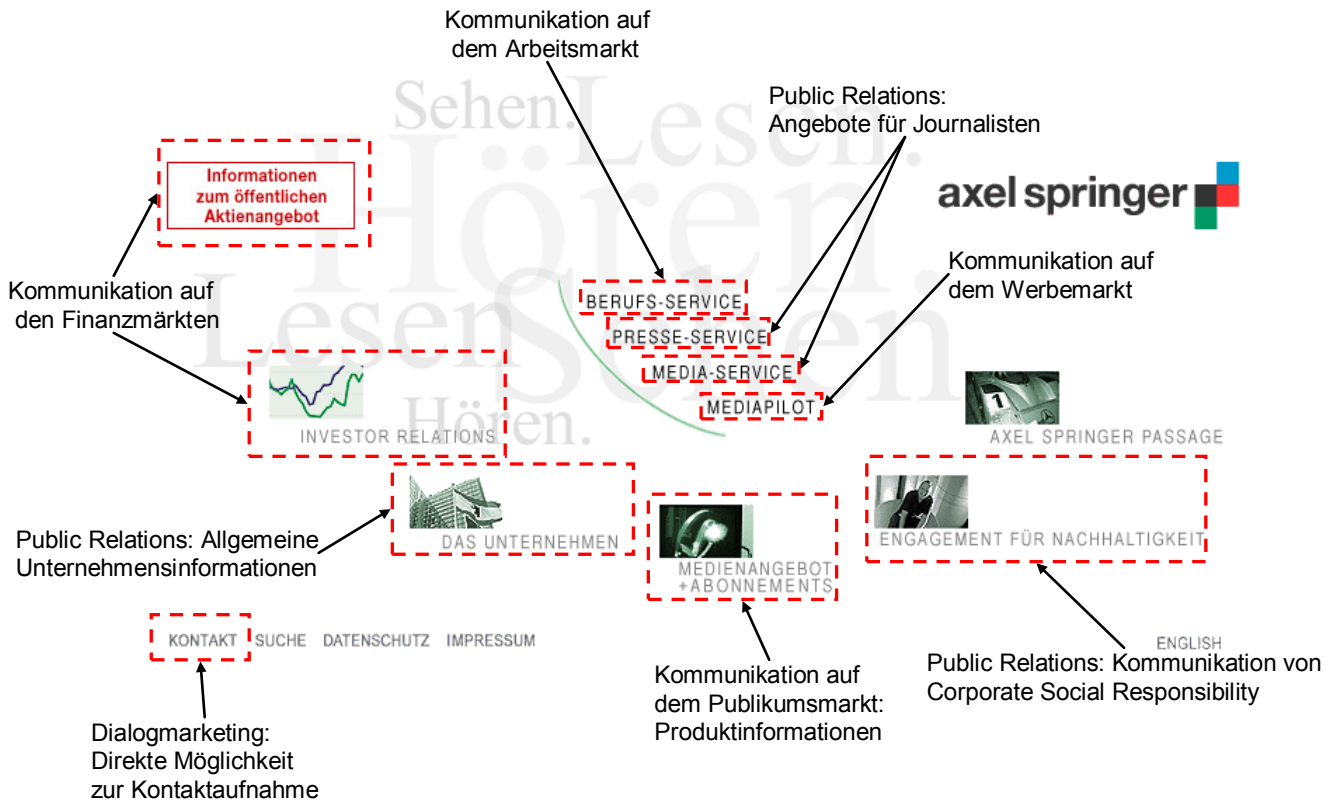 Kommunikation auf
dem Arbeitsmarkt
Sehen.
Lesen.
Hören.
Public Relations:
Angebote für Journalisten
Informationen
zum öffentlichen
Aktienangebot
axel springer
Kommunikation auf
den Finanzmärkten
Kommunikation auf
dem Werbemarkt
Lesen
Sehen
Hören.
BERUFS-SERVICE
PRESSE-SERVICE
MEDIA-SERVICE
MEDIAPILOT
INVESTOR RELATIONS
1
AXEL SPRINGER PASSAGE
Public Relations: Allgemeine
Unternehmensinformationen
DAS UNTERNEHMEN
MEDIENANGEBOT
+ABONNEMENTS
ENGAGEMENT FÜR NACHHALTIGKEIT
KONTAKT SUCHE DATENSCHUTZ IMPRESSUM
ENGLISH
Dialogmarketing:
Direkte Möglichkeit
zur Kontaktaufnahme
Kommunikation auf
dem Publikumsmarkt:
Produktinformationen
Public Relations: Kommunikation von
Corporate Social Responsibility